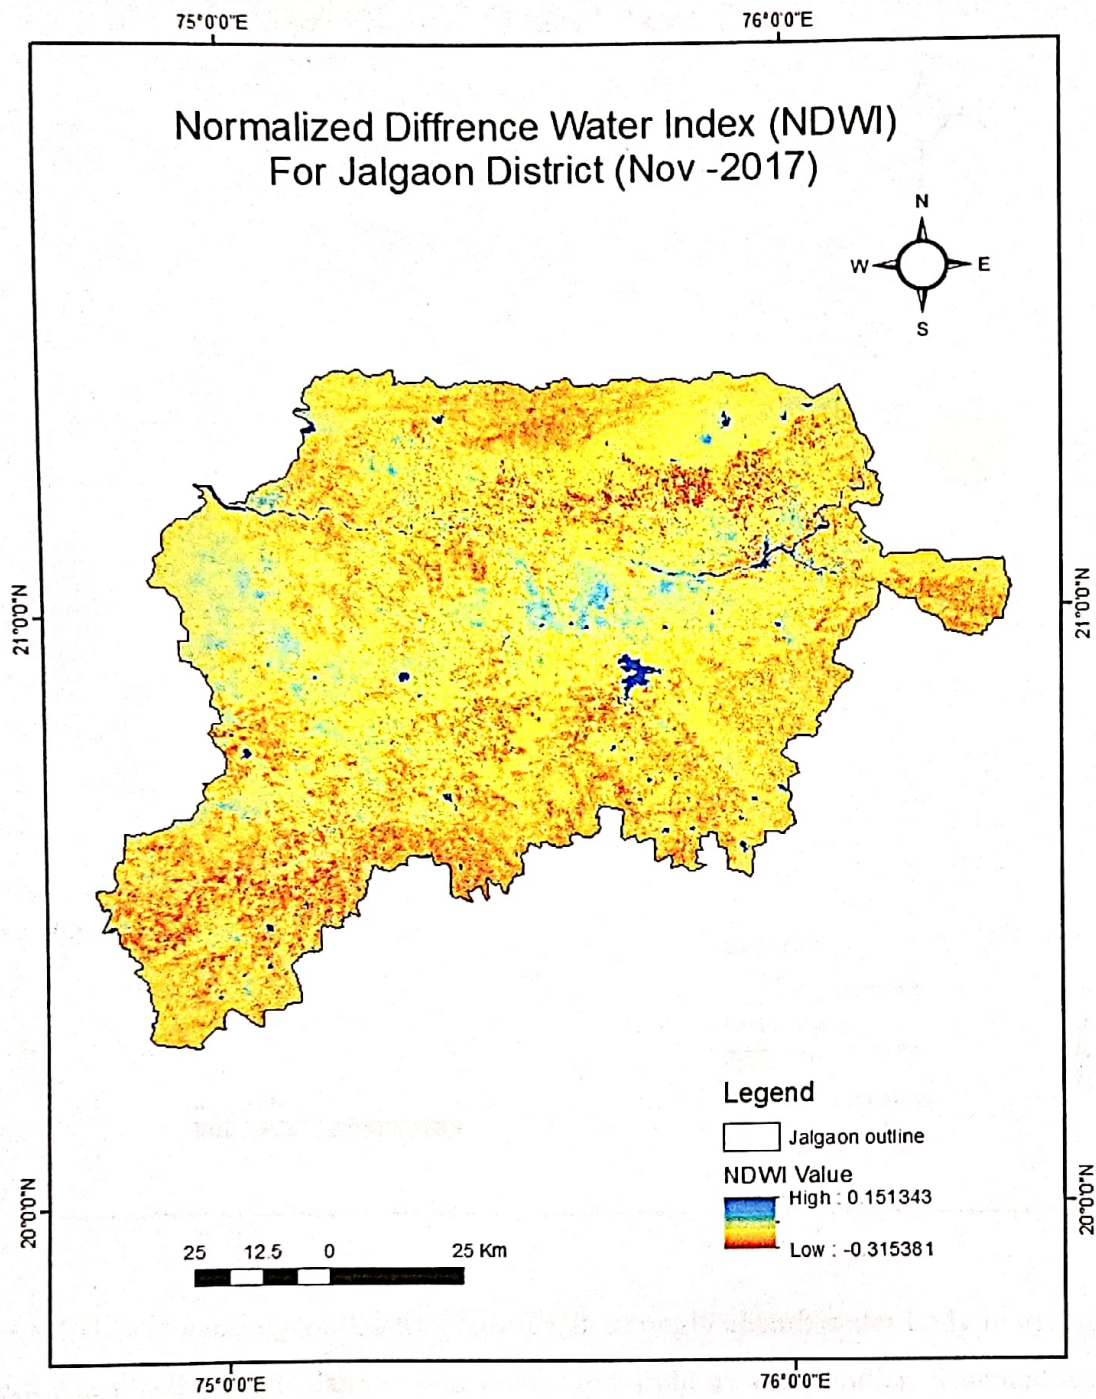 75°0'0"E
76°0'0"E
Normalized Diffrence Water Index (NDWI)
For Jalgaon District (Nov -2017)
N
W
E
S
21°0'0"N
21°0'0"N
Legend
Jalgaon outline
NDWI Value
High : 0.151343
Low : -0.315381
20°0'0"N
20°0'0"N
25 12.5 0 25 Km
75°0'0"E
76°0'0"E